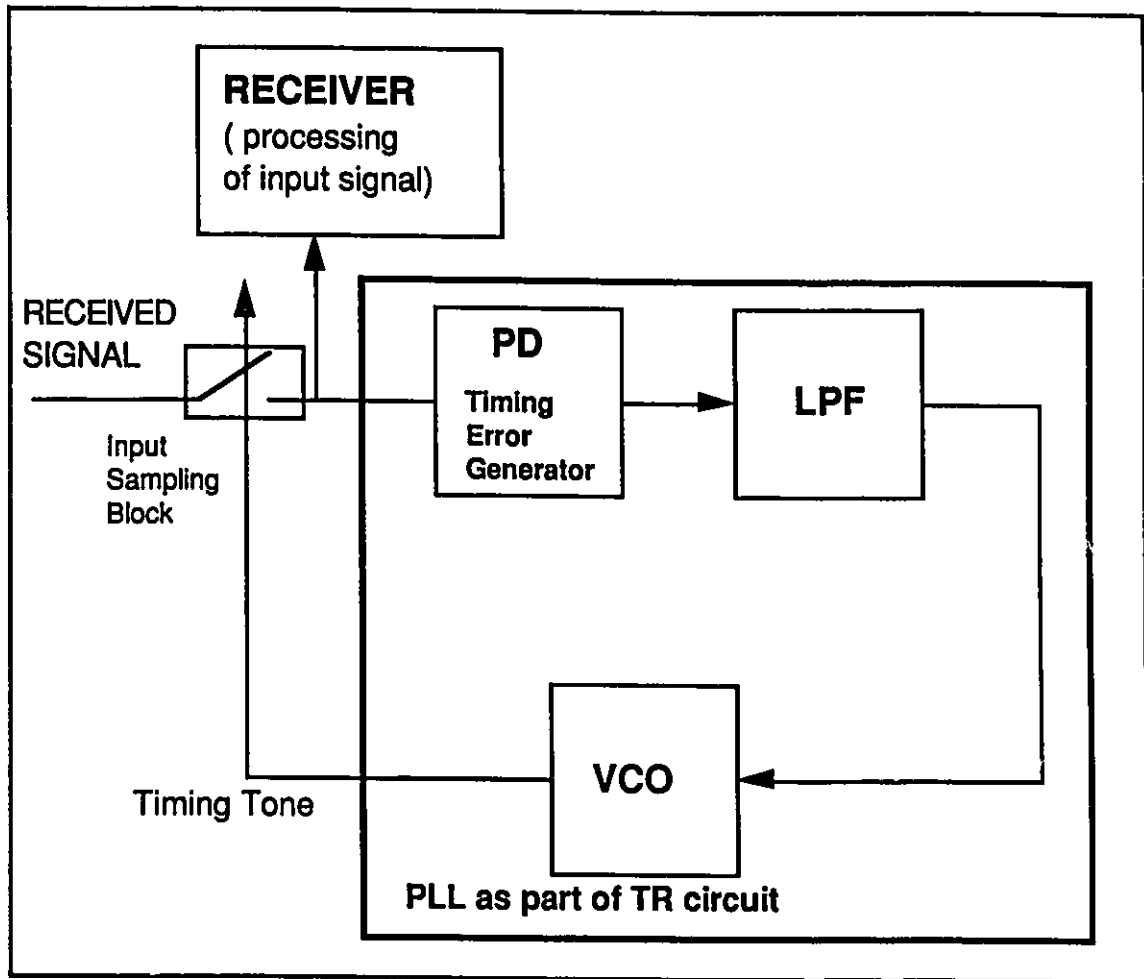 RECEIVER
( processing
of input signal)
RECEIVED
SIGNAL
Input
Sampling
Block
PD
Timing
Error
Generator
LPF
VCO
Timing Tone
PLL as part of TR circuit